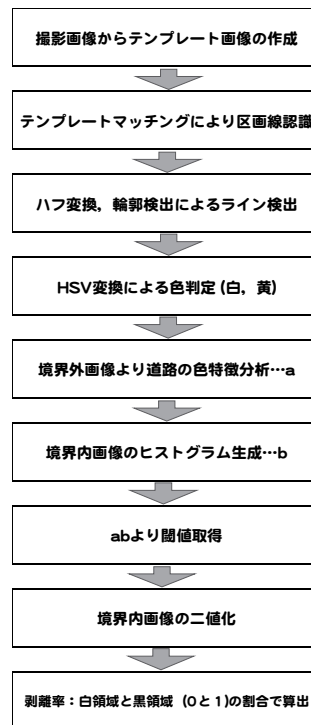 撮影画像からテンプレート画像の作成
テンプレートマッチングにより区画線認識
ハフ変換，輪郭検出によるライン検出
HSV変換による色判定(白，黄)
境界外画像より道路の色特徴分析…a
境界内画像のヒストグラム生成…b
abより閾値取得
境界内画像の二値化
剥離率：白領域と黒領域（0と1)の割合で算出